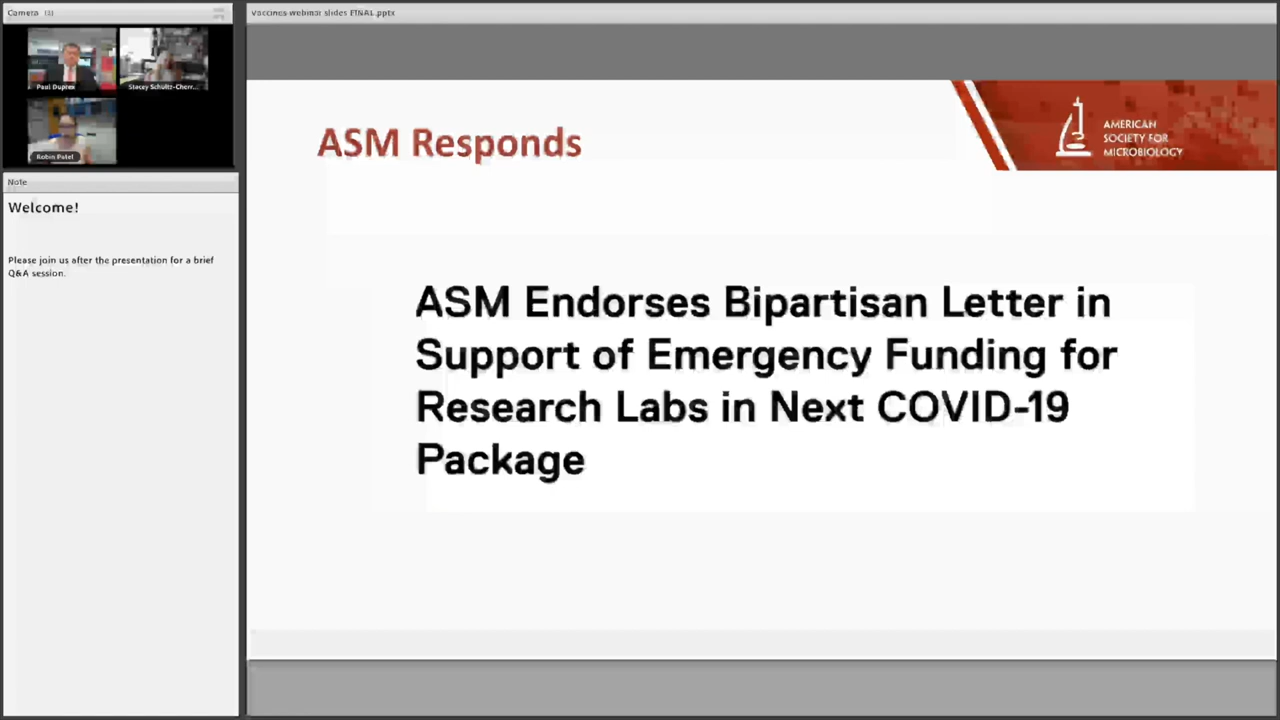 Camera (3)
Vaccines webinar slides FINAL.pptx
Paul Duprex
Stacey Schultz-Cherr...
Robin Patel
Note
Welcome!
Please join us after the presentation for a brief
Q&A session.
ASM Responds
AMERICAN
SOCIETY FOR
MICROBIOLOGY
ASM Endorses Bipartisan Letter in
Support of Emergency Funding for
Research Labs in Next COVID-19
Package